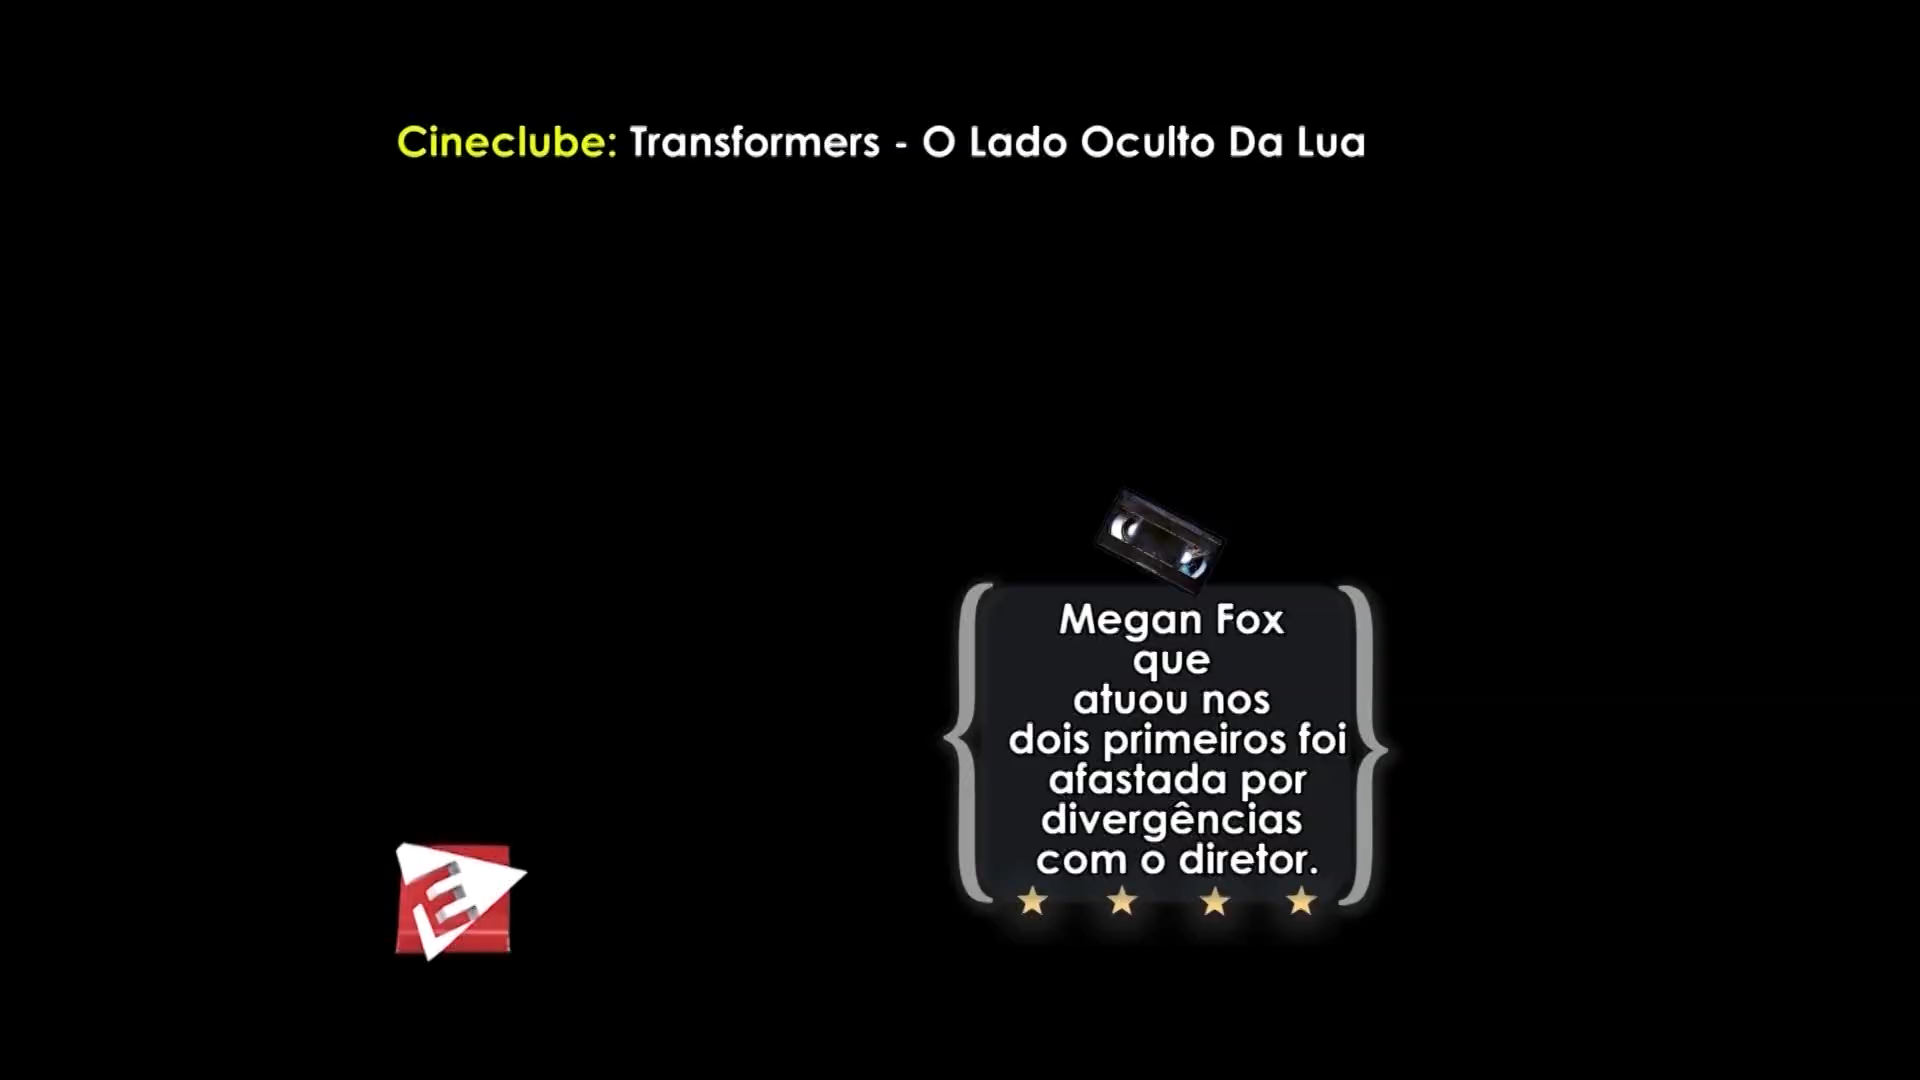 Cineclube: Transformers - O Lado Oculto Da Lua
Megan Fox
que
atuou nos
dois primeiros foi
afastada por
divergências
com o diretor.
E